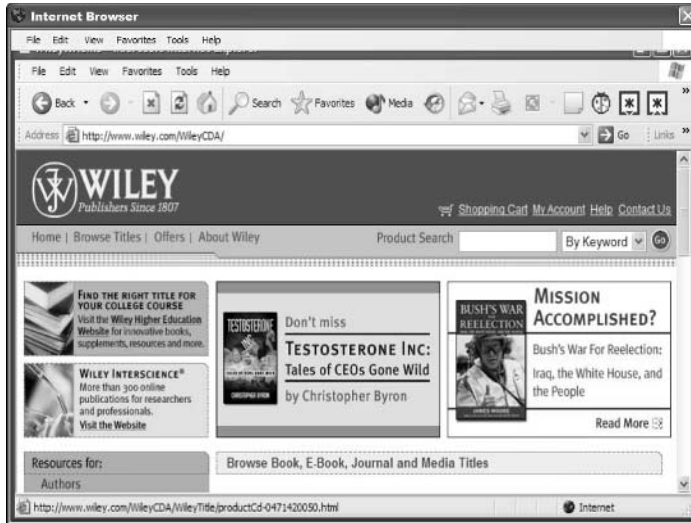 Internet Browser
File Edit View Favorites Tools Help
File Edit View Favorites Tools Help
Back Search Favorites Media »
Address http://www.wiley.com/WileyCDA/ Go Links »
WILEY
Publishers Since 1807
Shopping Cart My Account Help Contact Us
Home | Browse Titles | Offers | About Wiley Product Search By Keyword Go
FIND THE RIGHT TITLE FOR
YOUR COLLEGE COURSE
Visit the Wiley Higher Education
Website for innovative books,
supplements, resources and more.
WILEY INTERSCIENCE®
More than 300 online
publications for researchers
and professionals.
Visit the Website
TESTOSTERONE
CHRISTOPHER BYRON
Don't miss
TESTOSTERONE INC:
Tales of CEOs Gone Wild
by Christopher Byron
BUSH'S WAR
REELECTION
JAMES MOORE
MISSION
ACCOMPLISHED?
Bush's War For Reelection:
Iraq, the White House, and
the People
Read More
Resources for:
Authors
Browse Book, E-Book, Journal and Media Titles
http://www.wiley.com/WileyCDA/WileyTitle/productCd-0471420050.html Internet